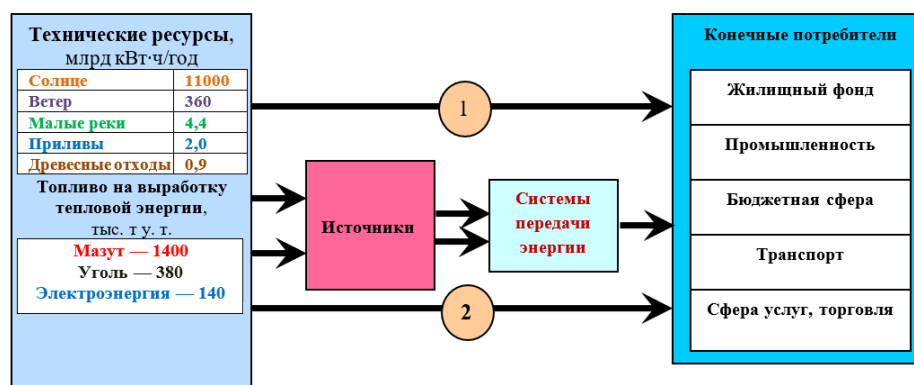 Технические ресурсы,
млрд кВт·ч/год
Солнце 11000
Ветер 360
Малые реки 4,4
Приливы 2,0
Древесные отходы 0,9
Топливо на выработку
тепловой энергии,
тыс. т у. т.
Мазут — 1400
Уголь — 380
Электроэнергия — 140
1
Источники
Системы
передачи
энергии
2
Конечные потребители
Жилищный фонд
Промышленность
Бюджетная сфера
Транспорт
Сфера услуг, торговля